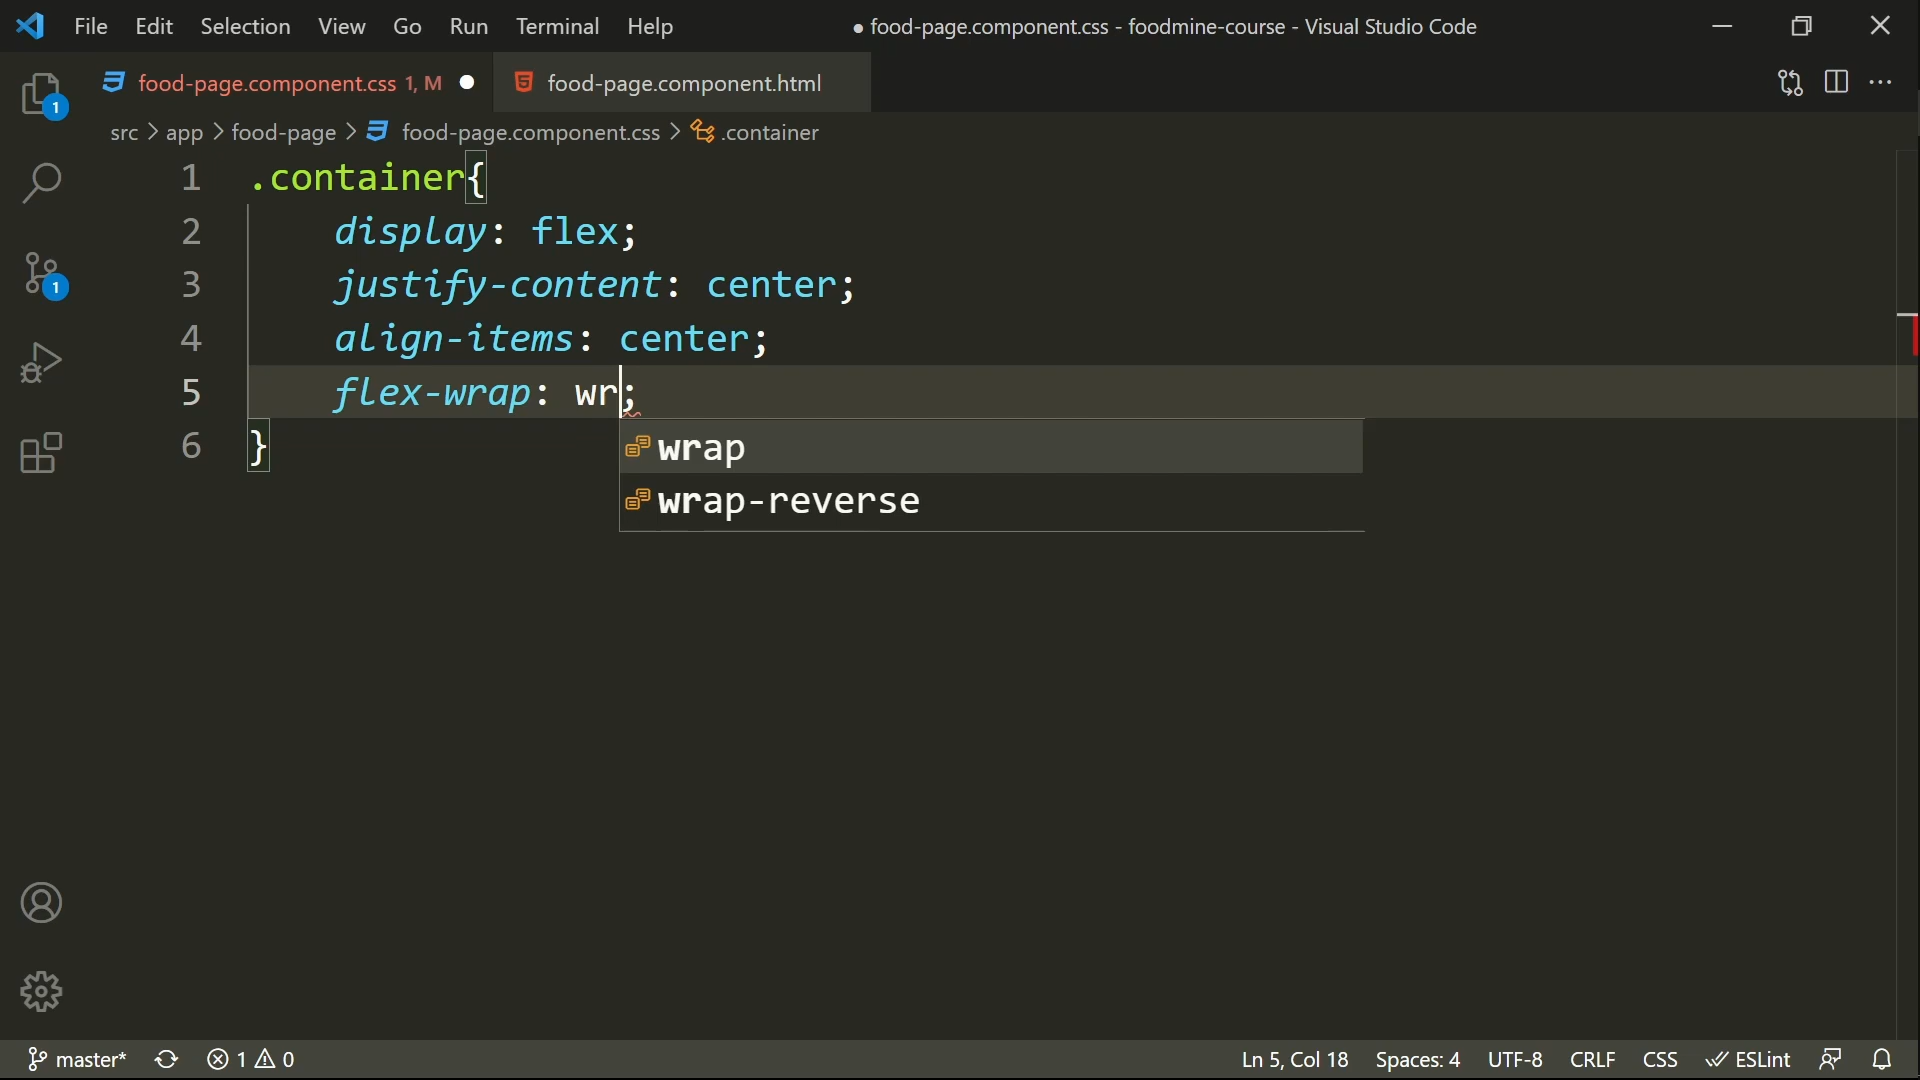 File Edit Selection View Go Run Terminal Help ● food-page.component.css - foodmine-course - Visual Studio Code
food-page.component.css 1, M ● food-page.component.html
src > app > food-page > food-page.component.css > .container
1 .container{
2 display: flex;
3 justify-content: center;
4 align-items: center;
5 flex-wrap: wr;
6 }
wrap
wrap-reverse
1
1
master* 1 0 Ln 5, Col 18 Spaces: 4 UTF-8 CRLF CSS ESLint